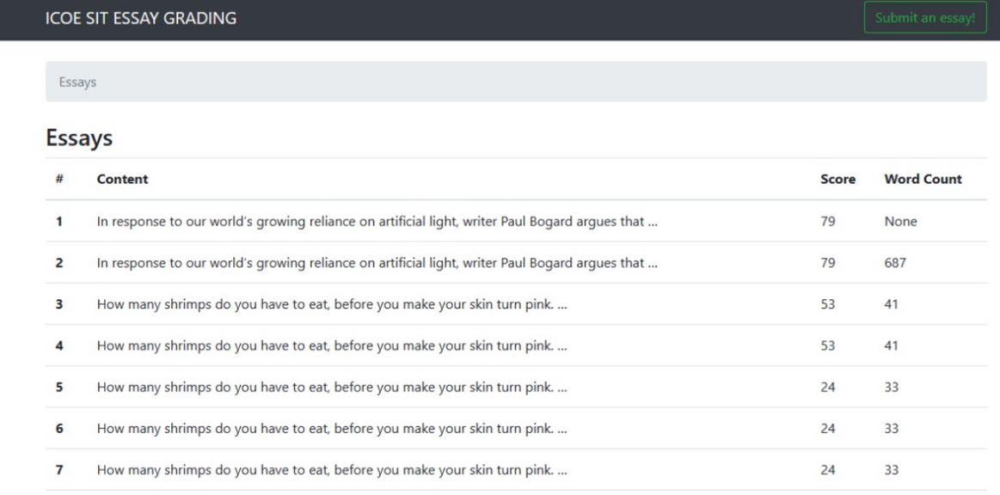 ICOE SIT ESSAY GRADING Submit an essay!
Essays
Essays
# Content Score Word Count
1 In response to our world's growing reliance on artificial light, writer Paul Bogard argues that ... 79 None
2 In response to our world's growing reliance on artificial light, writer Paul Bogard argues that ... 79 687
3 How many shrimps do you have to eat, before you make your skin turn pink. ... 53 41
4 How many shrimps do you have to eat, before you make your skin turn pink. ... 53 41
5 How many shrimps do you have to eat, before you make your skin turn pink. ... 24 33
6 How many shrimps do you have to eat, before you make your skin turn pink. ... 24 33
7 How many shrimps do you have to eat, before you make your skin turn pink. ... 24 33